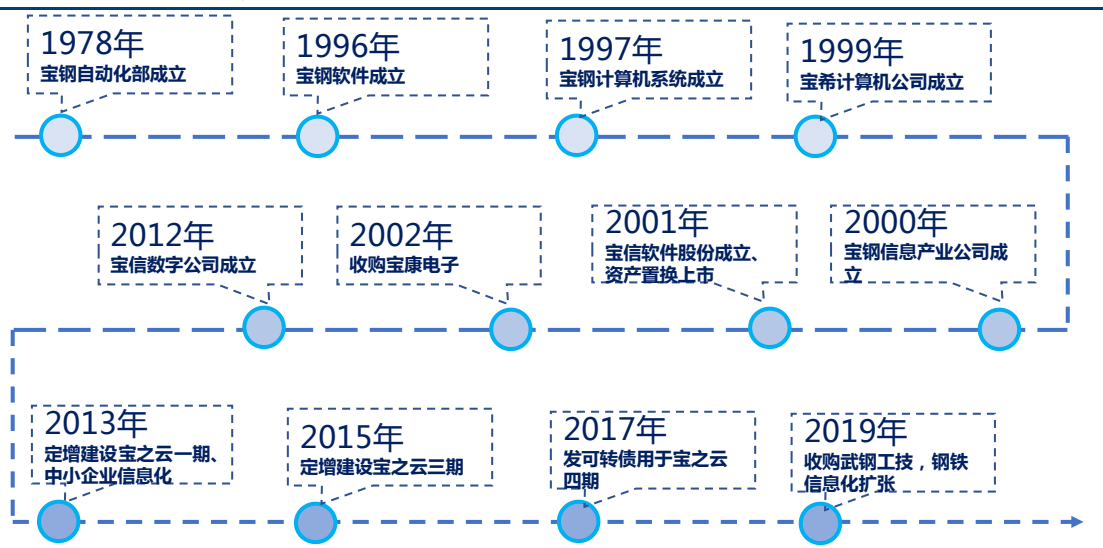 1978年
宝钢自动化部成立
1996年
宝钢软件成立
1997年
宝钢计算机系统成立
1999年
宝希计算机公司成立
2012年
宝信数字公司成立
2002年
收购宝康电子
2001年
宝信软件股份成立、
资产置换上市
2000年
宝钢信息产业公司成
立
2013年
定增建设宝之云一期、
中小企业信息化
2015年
定增建设宝之云三期
2017年
发可转债用于宝之云
四期
2019年
收购武钢工技，钢铁
信息化扩张